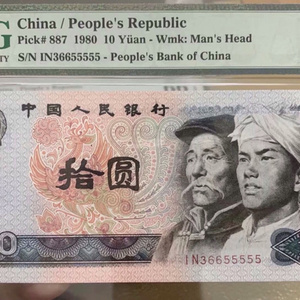 G China / People's Republic
Pick# 887 1980 10 Yüan - Wmk: Man's Head
S/N IN36655555 - People's Bank of China
中国人民银行
拾圆
IN36655555